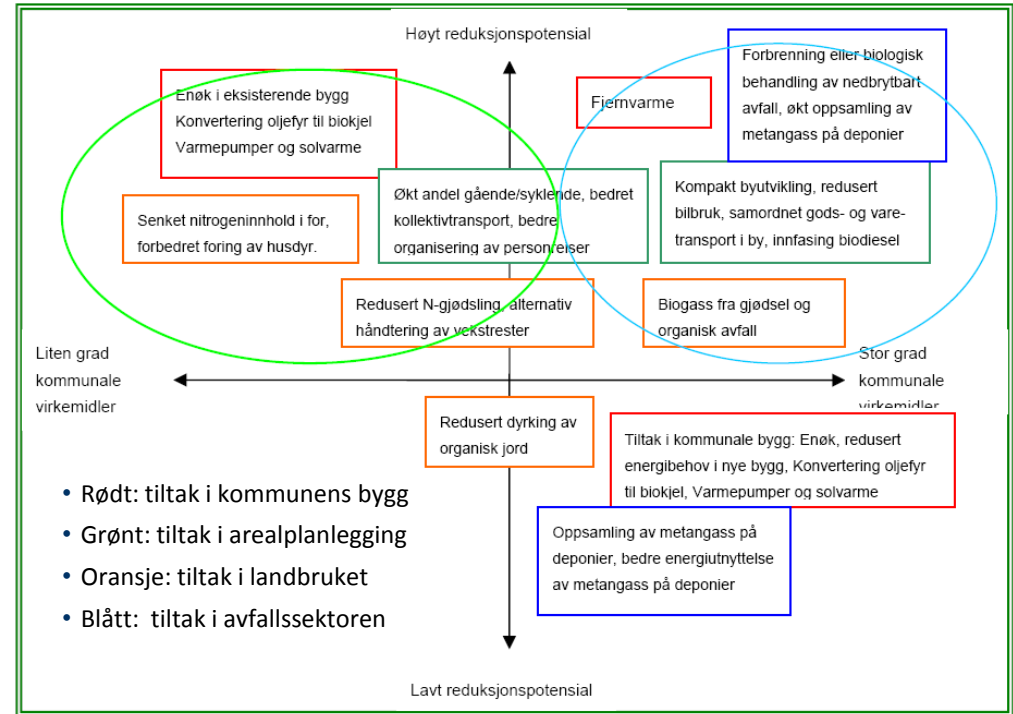 Høyt reduksjonspotensial
Enøk i eksisterende bygg
Konvertering oljefyr til biokjel
Varmepumper og solvarme
Fjernvarme
Forbrenning eller biologisk
behandling av nedbrytbart
avfall, økt oppsamling av
metangass på deponier
Senket nitrogeninnhold i for,
forbedret foring av husdyr.
Økt andel gående/syklende, bedret
kollektivtransport, bedre
organisering av personreiser
Kompakt byutvikling, redusert
bilbruk, samordnet gods- og vare-
transport i by, innfasing biodiesel
Redusert N-gjødsling, alternativ
håndtering av vekstrester
Biogass fra gjødsel og
organisk avfall
Liten grad
kommunale
virkemidler
Stor grad
kommunale
virkemidler
Redusert dyrking av
organisk jord
Tiltak i kommunale bygg: Enøk, redusert
energibehov i nye bygg, Konvertering oljefyr
til biokjel, Varmepumper og solvarme
• Rødt: tiltak i kommunens bygg
• Grønt: tiltak i arealplanlegging
• Oransje: tiltak i landbruket
• Blått: tiltak i avfallssektoren
Oppsamling av metangass på
deponier, bedre energiutnyttelse
av metangass på deponier
Lavt reduksjonspotensial